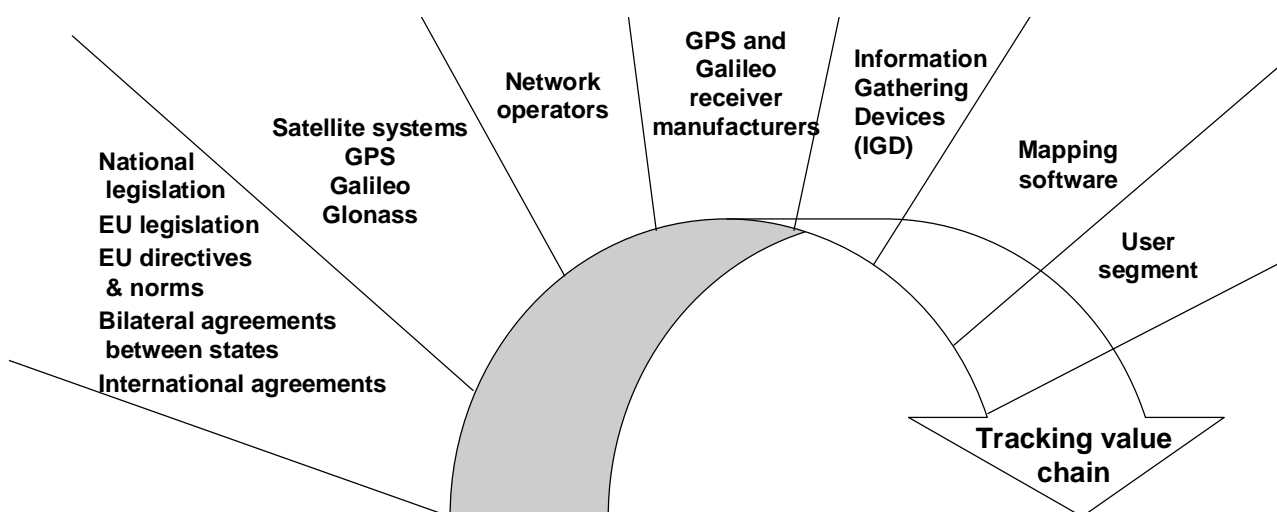 National
legislation
EU legislation
EU directives
& norms
Bilateral agreements
between states
International agreements
Satellite systems
GPS
Galileo
Glonass
Network
operators
GPS and
Galileo
receiver
manufacturers
Information
Gathering
Devices
(IGD)
Mapping
software
User
segment
Tracking value
chain